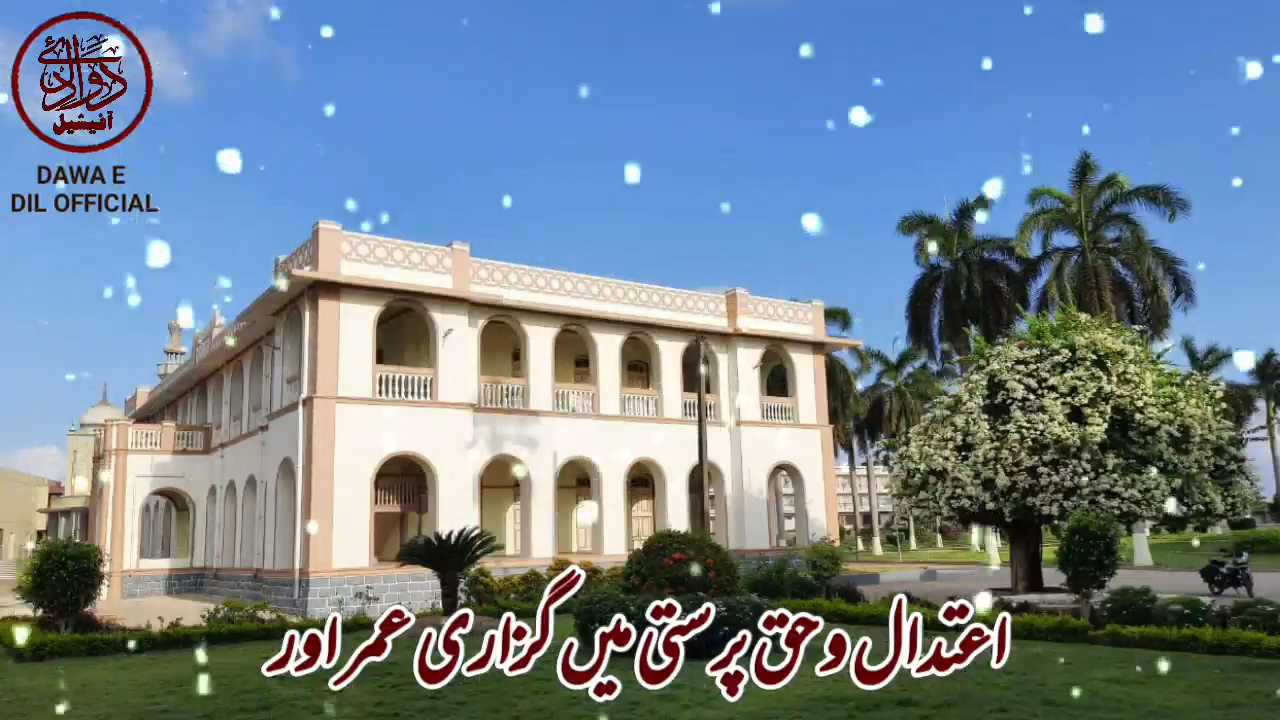 دوائے دل
آفیشیل
DAWA E
DIL OFFICIAL
اعتدال و حق پرستی میں گزاری عمر اور